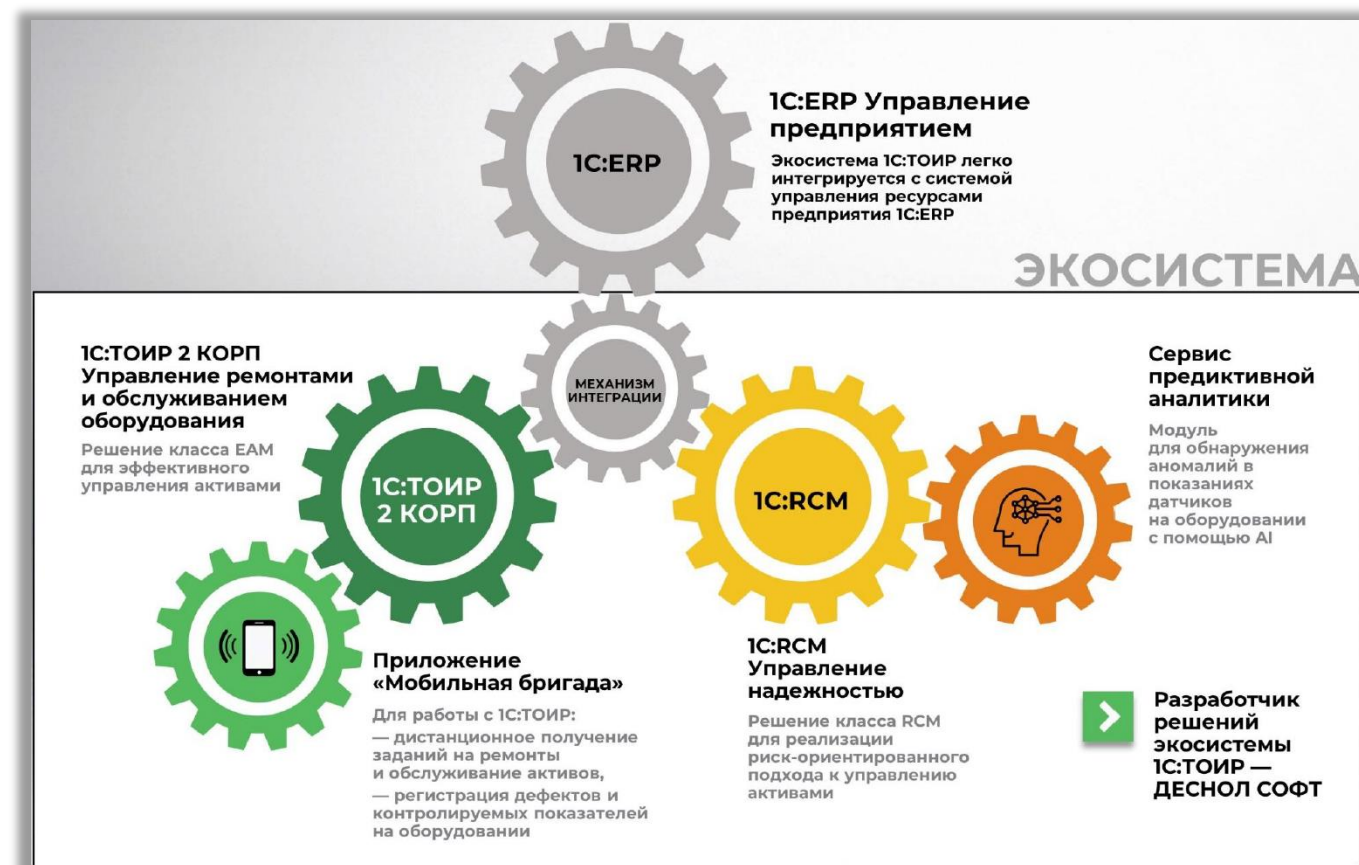 1С:ERP
1С:ERP Управление
предприятием
Экосистема 1С:ТОИР легко
интегрируется с системой
управления ресурсами
предприятия 1С:ERP
ЭКОСИСТЕМА
1С:ТОИР 2 КОРП
Управление ремонтами
и обслуживанием
оборудования
Решение класса ЕАМ
для эффективного
управления активами
МЕХАНИЗМ
ИНТЕГРАЦИИ
1С:ТОИР
2 КОРП
1С:RCM
Сервис
предиктивной
аналитики
Модуль
для обнаружения
аномалий в
показаниях
датчиков
на оборудовании
с помощью AI
Приложение
«Мобильная бригада»
Для работы с 1С:ТОИР:
— дистанционное получение
заданий на ремонты
и обслуживание активов,
— регистрация дефектов и
контролируемых показателей
на оборудовании
1С:RCM
Управление
надежностью
Решение класса RCM
для реализации
риск-ориентированного
подхода к управлению
активами
Разработчик
решений
экосистемы
1С:ТОИР —
ДЕСНОЛ СОФТ